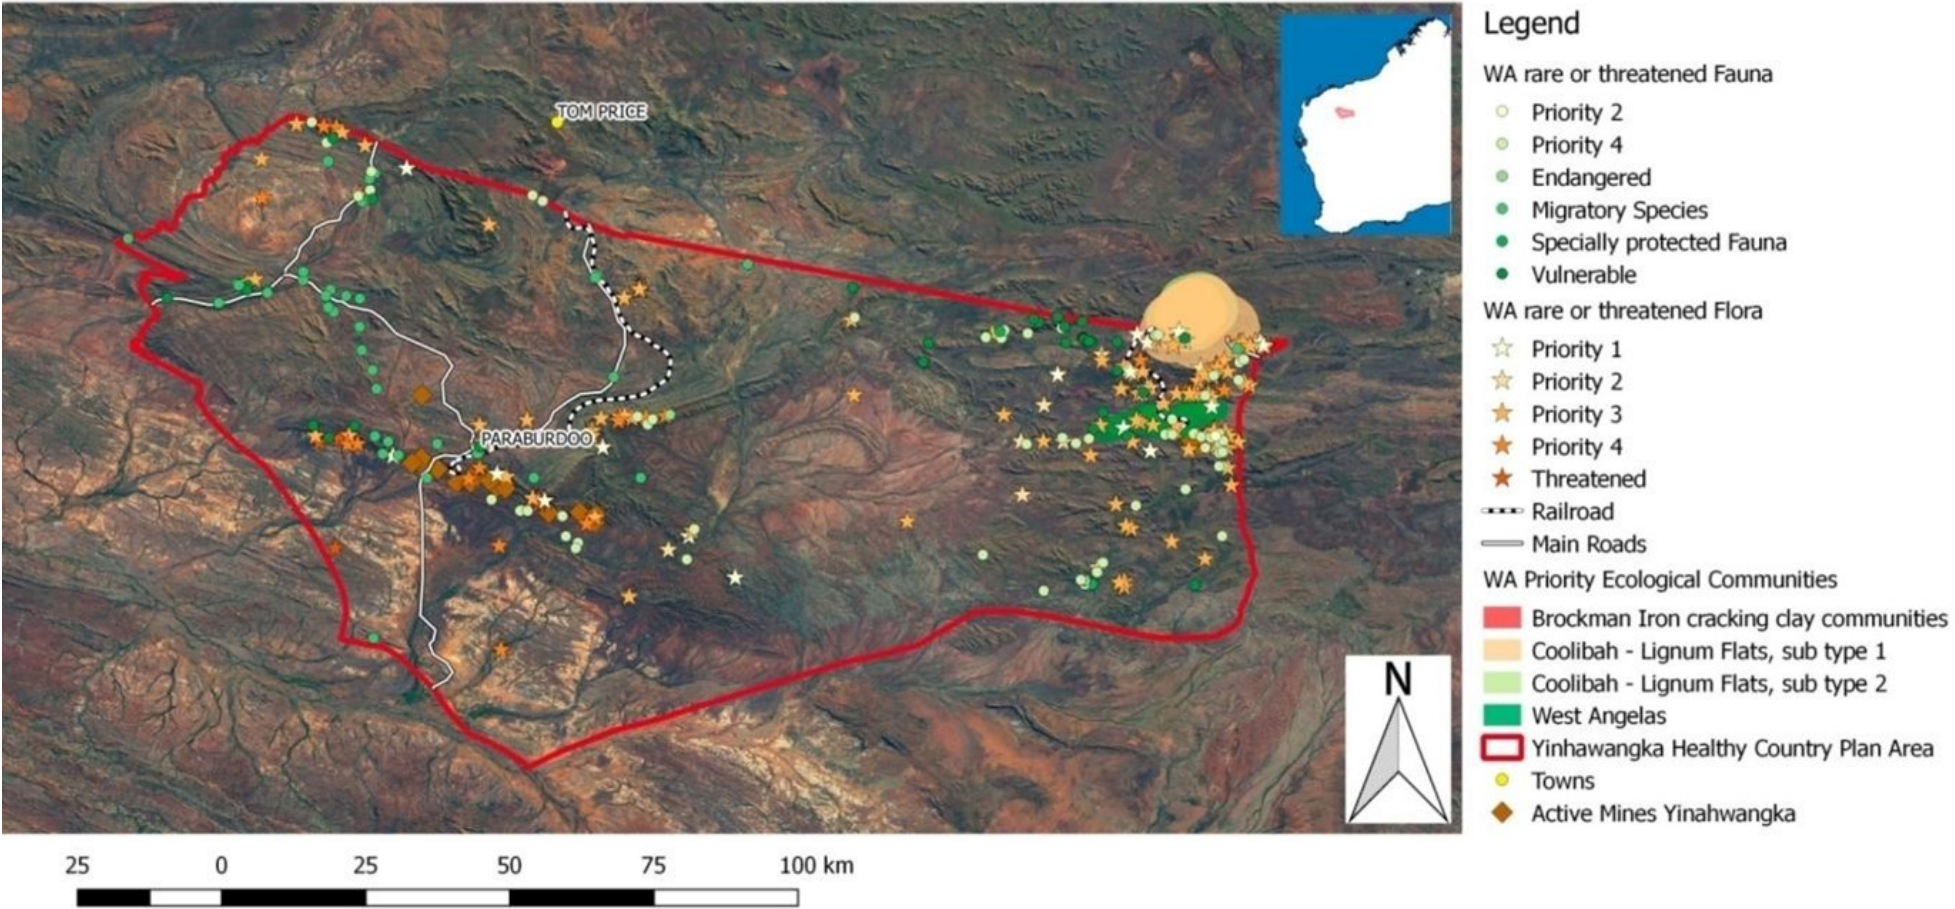 TOM PRICE
PARABURDOO
N
25 0 25 50 75 100 km
Legend
WA rare or threatened Fauna
Priority 2
Priority 4
Endangered
Migratory Species
Specially protected Fauna
Vulnerable
WA rare or threatened Flora
Priority 1
Priority 2
Priority 3
Priority 4
Threatened
Railroad
Main Roads
WA Priority Ecological Communities
Brockman Iron cracking clay communities
Coolibah - Lignum Flats, sub type 1
Coolibah - Lignum Flats, sub type 2
West Angelas
Yinhawangka Healthy Country Plan Area
Towns
Active Mines Yinahwangka